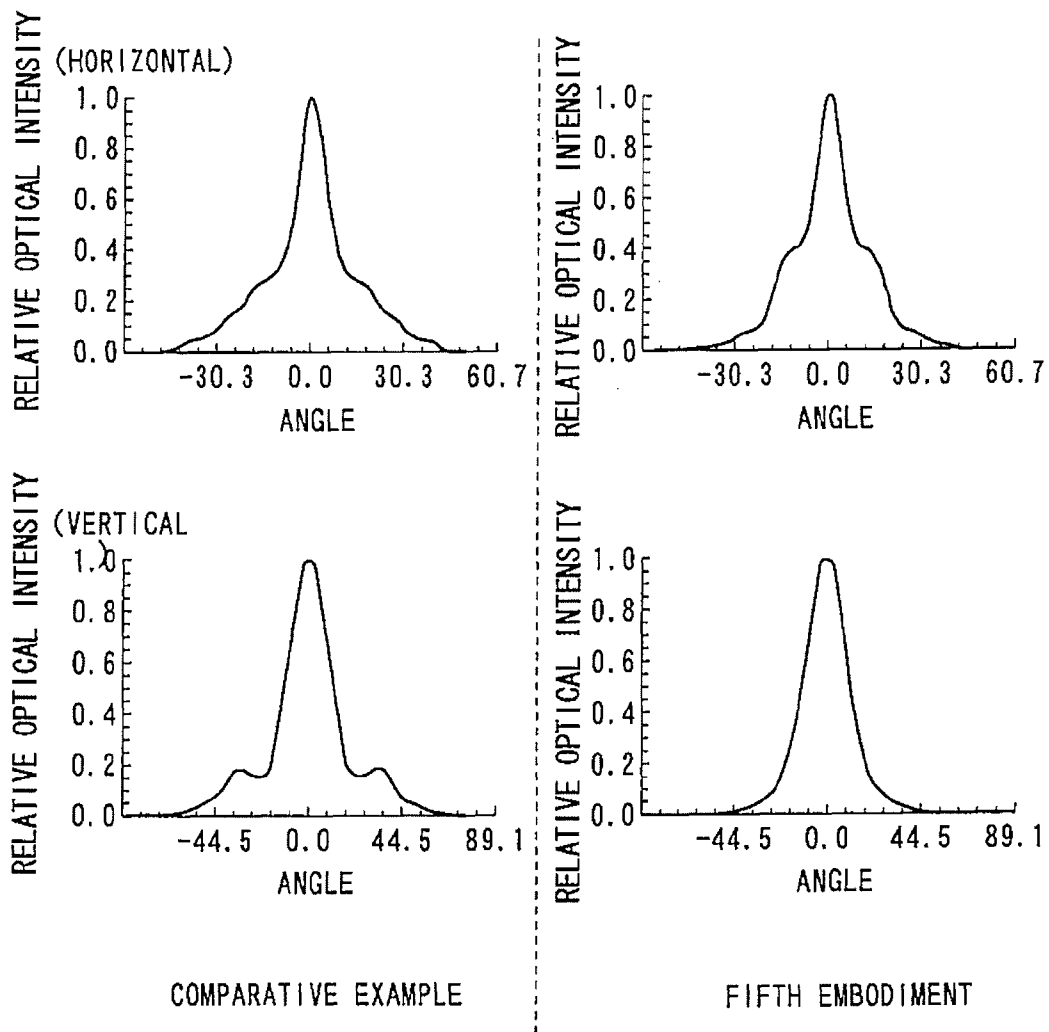 RELATIVE OPTICAL INTENSITY
(HORIZONTAL)
1.0
0.8
0.6
0.4
0.2
0.0
-30.3 0.0 30.3 60.7
ANGLE
RELATIVE OPTICAL INTENSITY
1.0
0.8
0.6
0.4
0.2
0.0
-30.3 0.0 30.3 60.7
ANGLE
RELATIVE OPTICAL INTENSITY
(VERTICAL
)
1.0
0.8
0.6
0.4
0.2
0.0
-44.5 0.0 44.5 89.1
ANGLE
RELATIVE OPTICAL INTENSITY
1.0
0.8
0.6
0.4
0.2
0.0
-44.5 0.0 44.5 89.1
ANGLE
COMPARATIVE EXAMPLE
FIFTH EMBODIMENT